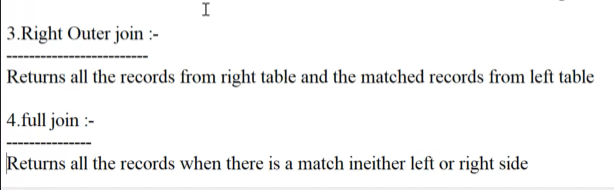 3.Right Outer join :-
-------------------------
Returns all the records from right table and the matched records from left table
4.full join :-
---------------
Returns all the records when there is a match ineither left or right side